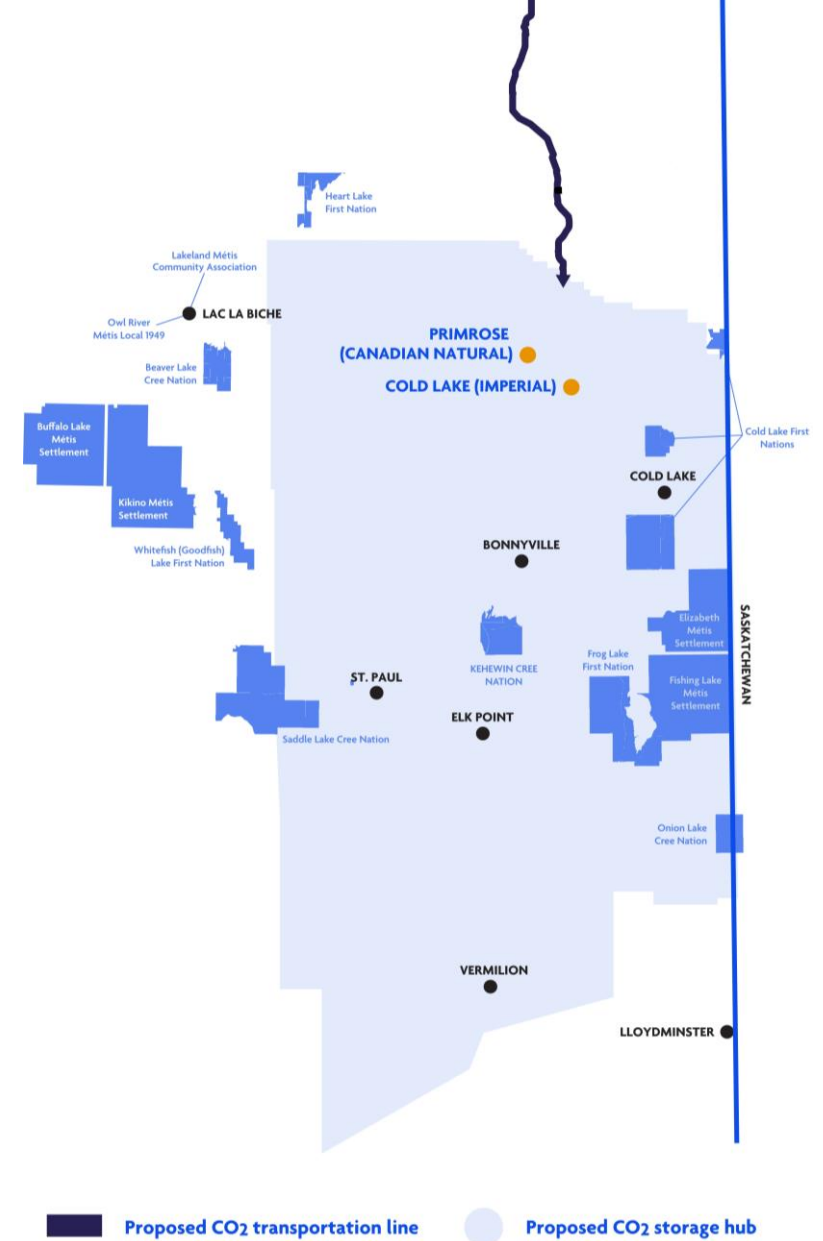 Heart Lake
First Nation
Lakeland Métis
Community Association
LAC LA BICHE
Owl River
Métis Local 1949
PRIMROSE
(CANADIAN NATURAL)
Beaver Lake
Cree Nation
COLD LAKE (IMPERIAL)
Buffalo Lake
Métis
Settlement
Cold Lake First
Nations
COLD LAKE
Kikino Métis
Settlement
BONNYVILLE
Whitefish (Goodfish)
Lake First Nation
SASKATCHEWAN
Elizabeth
Métis
Settlement
Frog Lake
First Nation
KEHEWIN CREE
NATION
ST. PAUL
Fishing Lake
Métis
Settlement
ELK POINT
Saddle Lake Cree Nation
Onion Lake
Cree Nation
VERMILION
LLOYDMINSTER
Proposed CO2 transportation line
Proposed CO2 storage hub